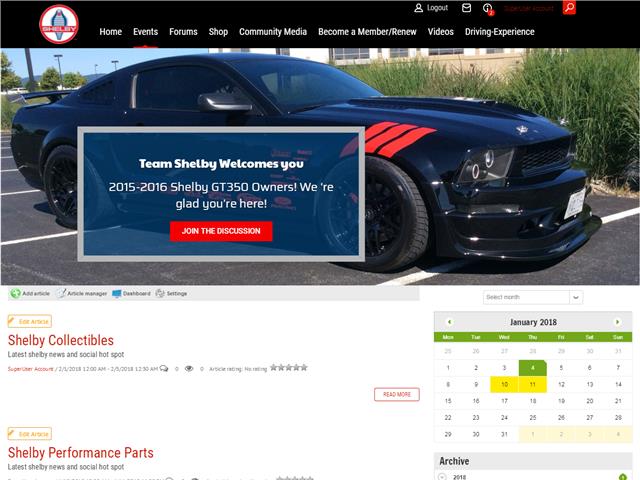 Logout
SuperUser Account
SHELBY
Home Events Forums Shop Community Media Become a Member/Renew Videos Driving-Experience
Team Shelby Welcomes you
2015-2016 Shelby GT350 Owners! We 're
glad you're here!
JOIN THE DISCUSSION
Add article Article manager Dashboard Settings
Edit Article
Shelby Collectibles
Latest shelby news and social hot spot
SuperUser Account / 2/5/2018 12:00 AM - 2/5/2018 12:30 AM 0 0 Article rating: No rating
READ MORE
Edit Article
Shelby Performance Parts
Latest shelby news and social hot spot
Select month
January 2018
Mon Tue Wed Thu Fri Sat Sun
25 26 27 28 29 30 31
1 2 3 4 5 6 7
8 9 10 11 12 13 14
15 16 17 18 19 20 21
22 23 24 25 26 27 28
29 30 31 1 2 3 4
Archive
2018